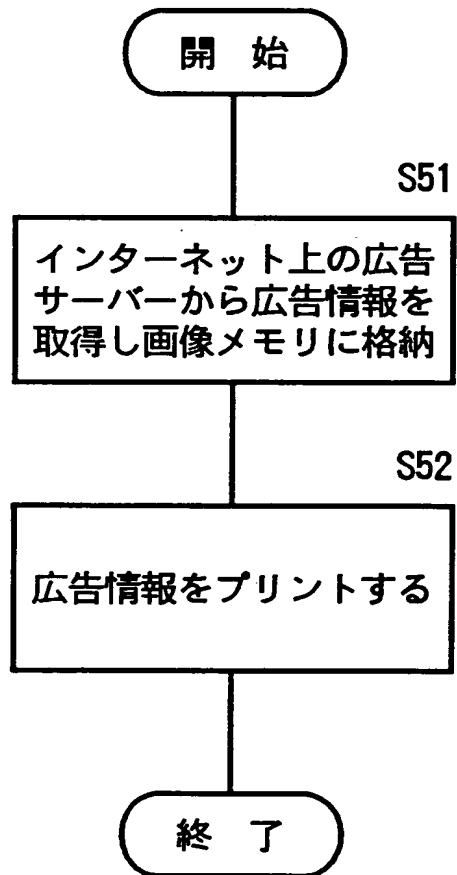 開 始
S51
インターネット上の広告
サーバーから広告情報を
取得し画像メモリに格納
S52
広告情報をプリントする
終 了